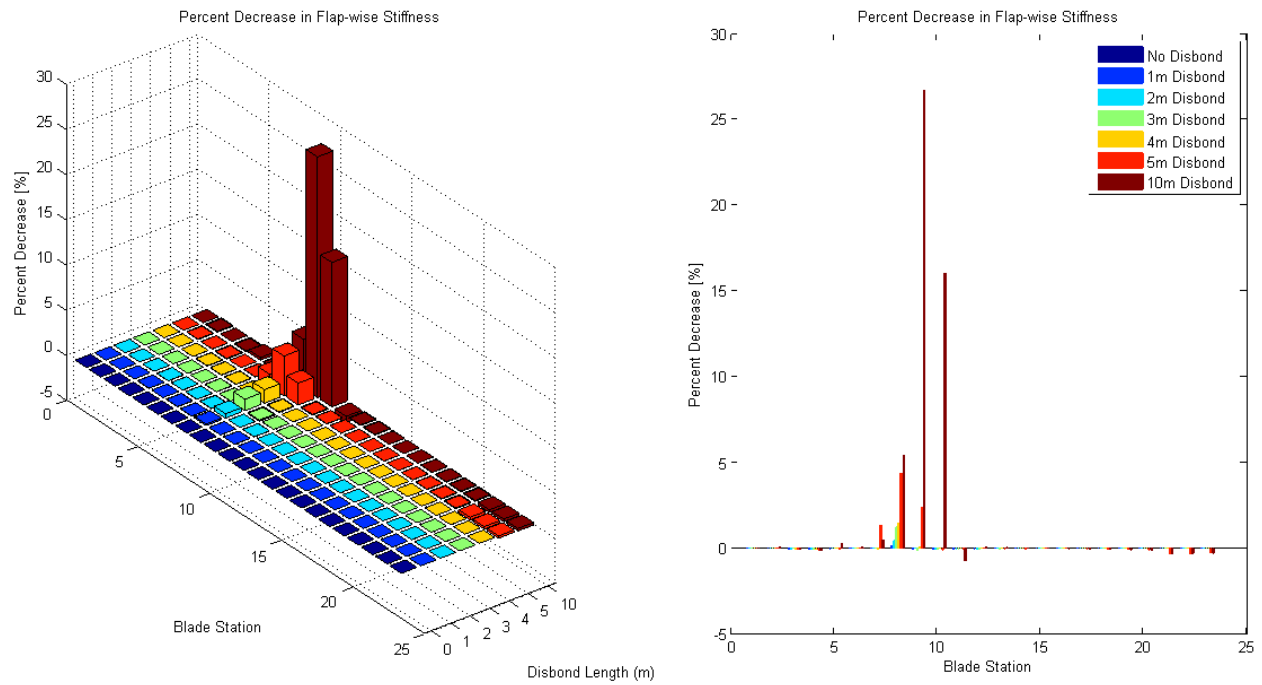 Percent Decrease in Flap-wise Stiffness
30
25
20
15
10
5
0
-5
Percent Decrease [%]
0
5
10
15
20
25
Blade Station
0
1
2
3
4
5
10
Disbond Length (m)
Percent Decrease in Flap-wise Stiffness
30
25
20
15
10
5
0
-5
Percent Decrease [%]
0
5
10
15
20
25
Blade Station
No Disbond
1m Disbond
2m Disbond
3m Disbond
4m Disbond
5m Disbond
10m Disbond